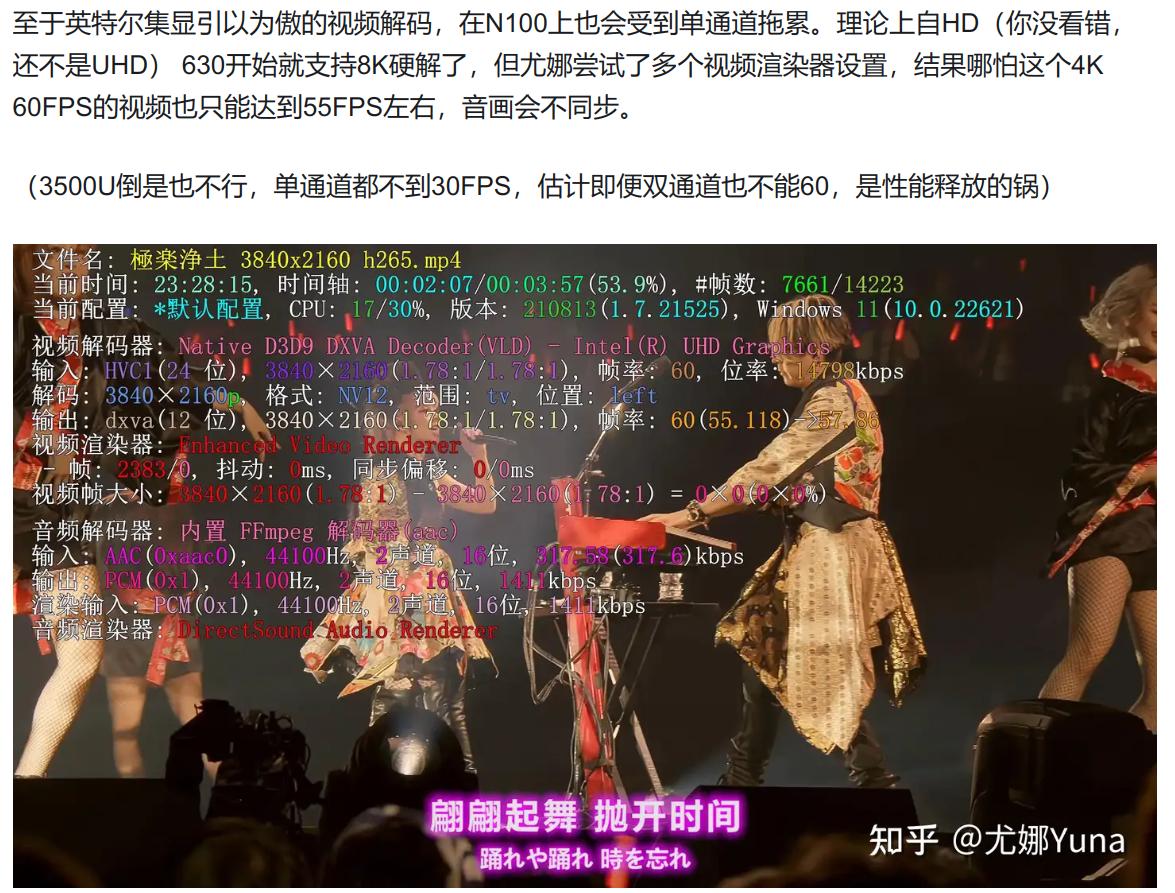 至于英特尔集显引以为傲的视频解码，在N100上也会受到单通道拖累。理论上自HD（你没看错，
还不是UHD） 630开始就支持8K硬解了，但尤娜尝试了多个视频渲染器设置，结果哪怕这个4K
60FPS的视频也只能达到55FPS左右，音画会不同步。
（3500U倒是也不行，单通道都不到30FPS，估计即便双通道也不能60，是性能释放的锅）
文件名: 極楽浄土 3840x2160 h265.mp4
当前时间: 23:28:15, 时间轴: 00:02:07/00:03:57(53.9%), #帧数: 7661/14223
当前配置: *默认配置, CPU: 17/30%, 版本: 210813(1.7.21525), Windows 11(10.0.22621)
视频解码器: Native D3D9 DXVA Decoder(VLD) - Intel(R) UHD Graphics
输入: HVC1(24 位), 3840×2160(1.78:1/1.78:1), 帧率: 60, 位率: 14798kbps
解码: 3840×2160p, 格式: NV12, 范围: tv, 位置: left
输出: dxva(12 位), 3840×2160(1.78:1/1.78:1), 帧率: 60(55.118)->57.86
视频渲染器: Enhanced Video Renderer
- 帧: 2383/0, 抖动: 0ms, 同步偏移: 0/0ms
视频帧大小: 3840×2160(1.78:1) - 3840×2160(1.78:1) = 0×0(0×0%)
音频解码器: 内置 FFmpeg 解码器(aac)
输入: AAC(0xaac0), 44100Hz, 2声道, 16位, 317.58(317.6)kbps
输出: PCM(0x1), 44100Hz, 2声道, 16位, 1411kbps
渲染输入: PCM(0x1), 44100Hz, 2声道, 16位, 1411kbps
音频渲染器: DirectSound Audio Renderer
翩翩起舞 抛开时间
踊れや踊れ 時を忘れ
知乎 @尤娜Yuna